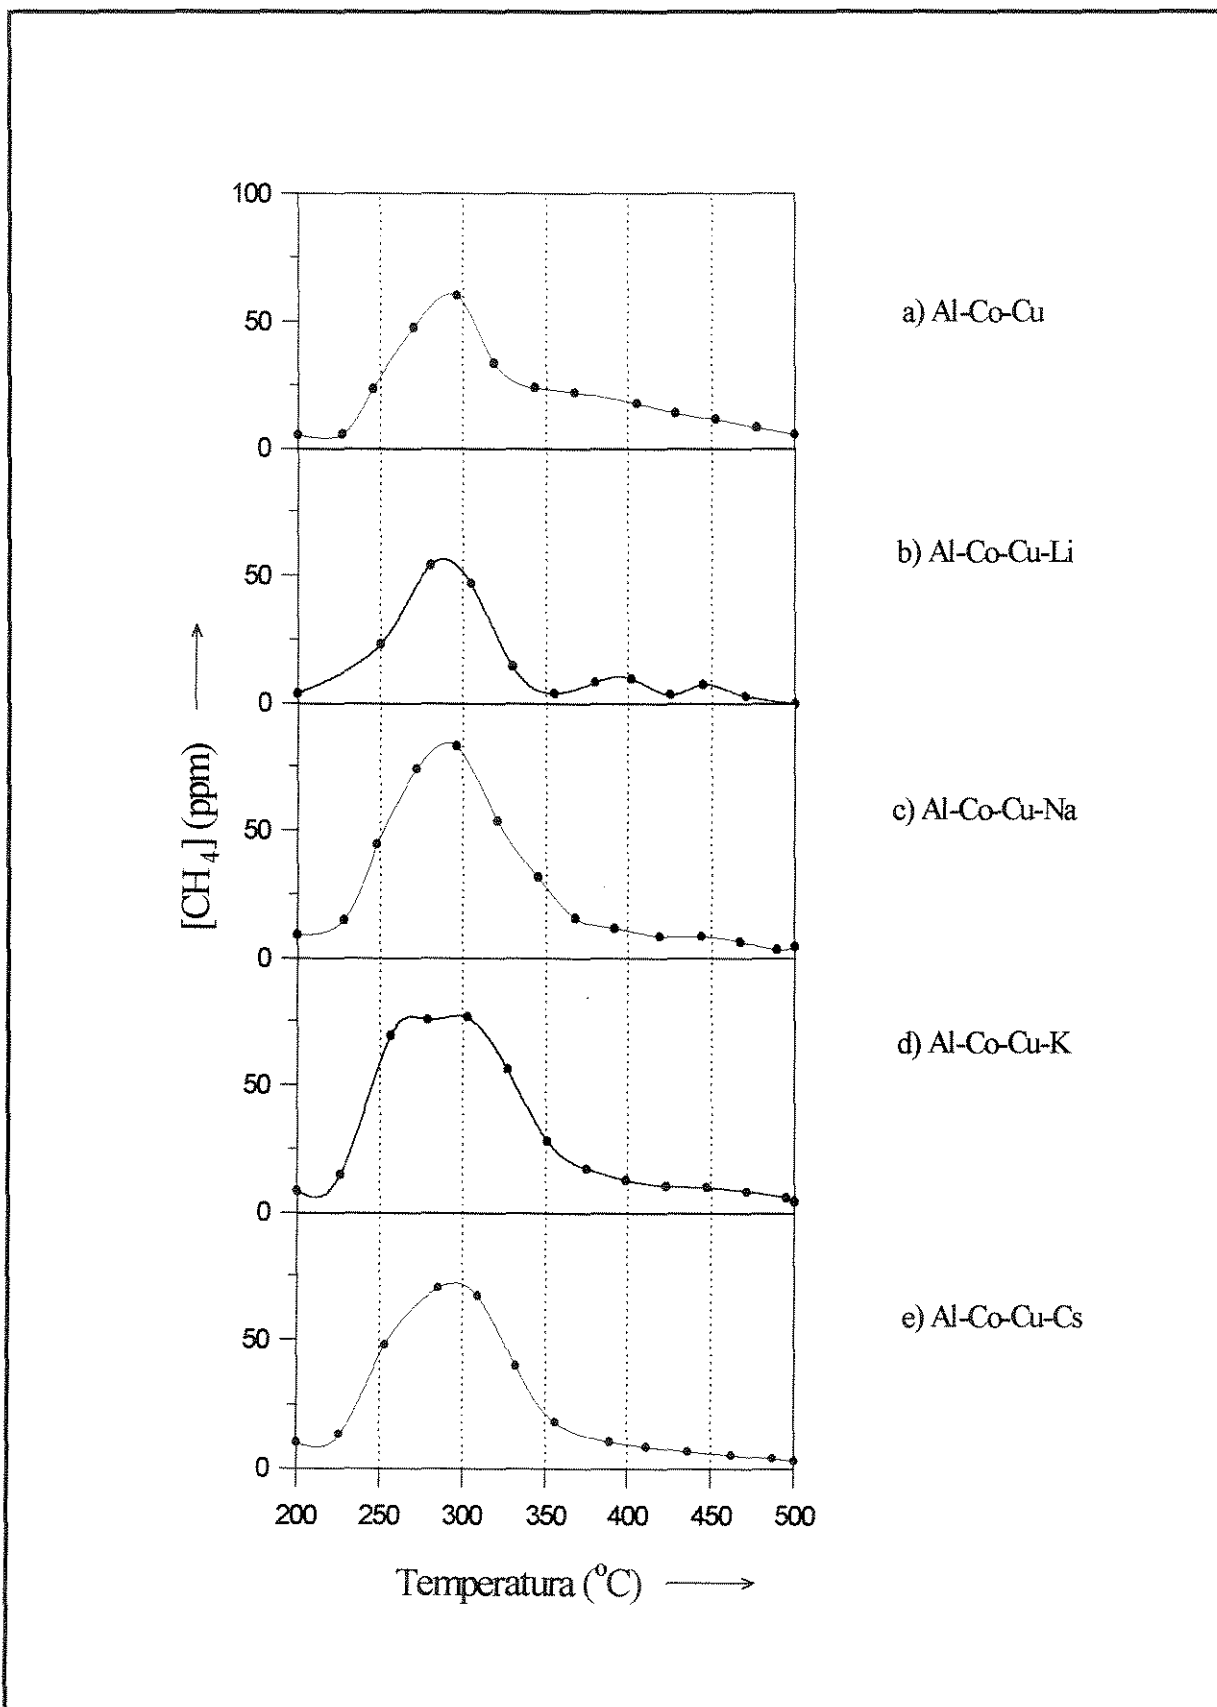 100
50
0
a) Al-Co-Cu
50
0
b) Al-Co-Cu-Li
50
0
c) Al-Co-Cu-Na
50
0
d) Al-Co-Cu-K
50
0
e) Al-Co-Cu-Cs
[CH₄] (ppm)
200 250 300 350 400 450 500
Temperatura (°C)